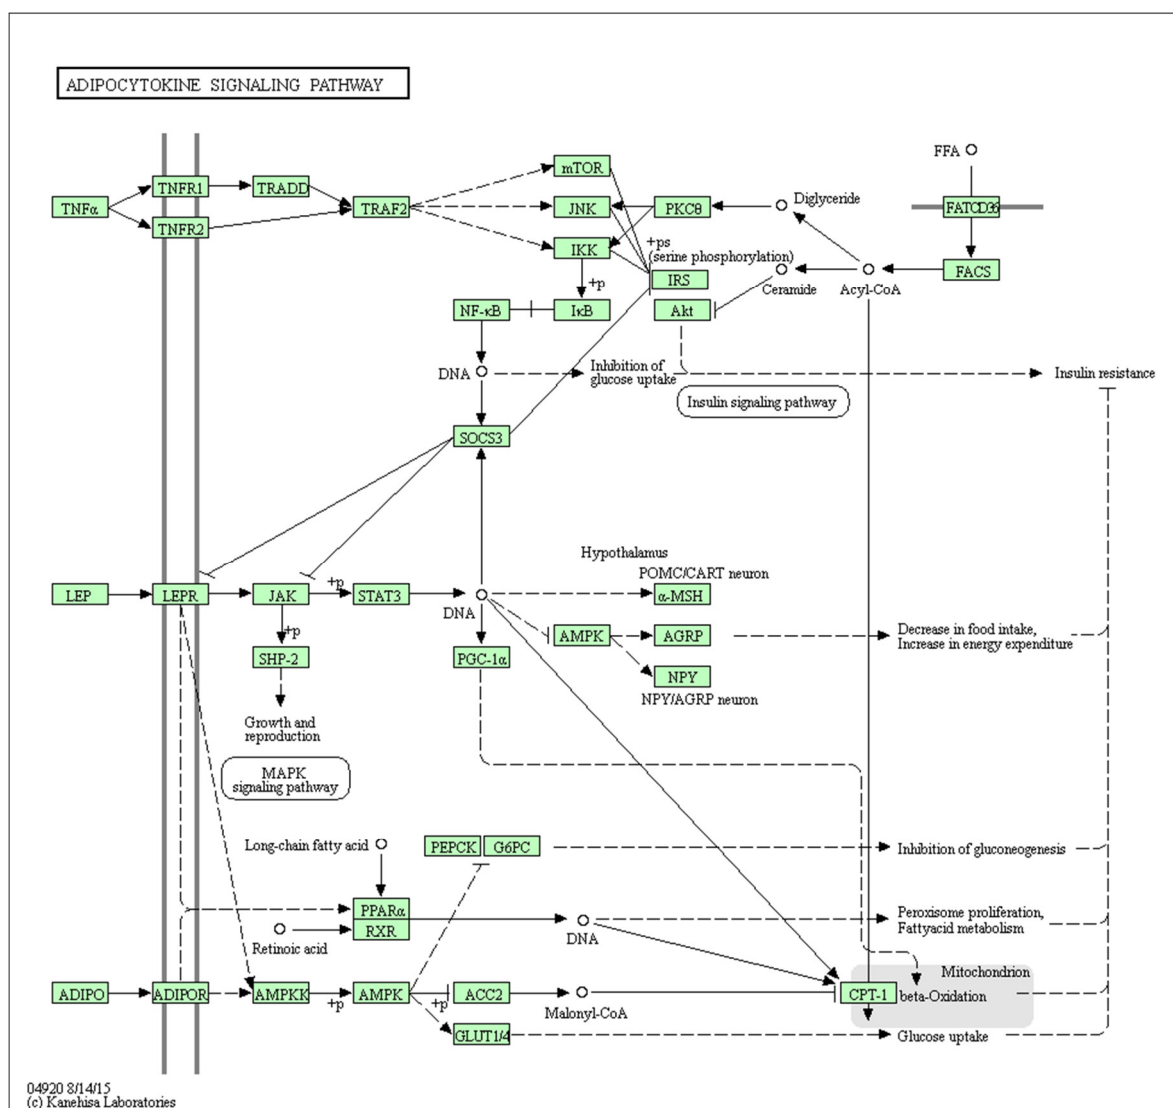 ADIPOCYTOKINE SIGNALING PATHWAY
FFA
mTOR
TNFR1
TRADD
TNFα
TRAF2
JNK
PKCθ
Diglyceride
FATCD36
TNFR2
IKK
+ps
(serine phosphorylation)
+p
IRS
FACS
Ceramide
Acyl-CoA
NF-κB
IκB
Akt
DNA
Inhibition of
glucose uptake
Insulin resistance
Insulin signaling pathway
SOCS3
Hypothalamus
POMC/CART neuron
LEP
LEPR
JAK
+p
STAT3
DNA
α-MSH
+p
AMPK
AGRP
Decrease in food intake,
Increase in energy expenditure
SHP-2
PGC-1α
NPY
NPY/AGRP neuron
Growth and
reproduction
MAPK
signaling pathway
Long-chain fatty acid
PEPCK
G6PC
Inhibition of gluconeogenesis
PPARα
RXR
Retinoic acid
DNA
Peroxisome proliferation,
Fattyacid metabolism
Mitochondrion
ADIPO
ADIPOR
AMPKK
+p
AMPK
+p
ACC2
Malonyl-CoA
CPT-1
beta-Oxidation
GLUT1/4
Glucose uptake
04920 8/14/15
(c) Kanehisa Laboratories